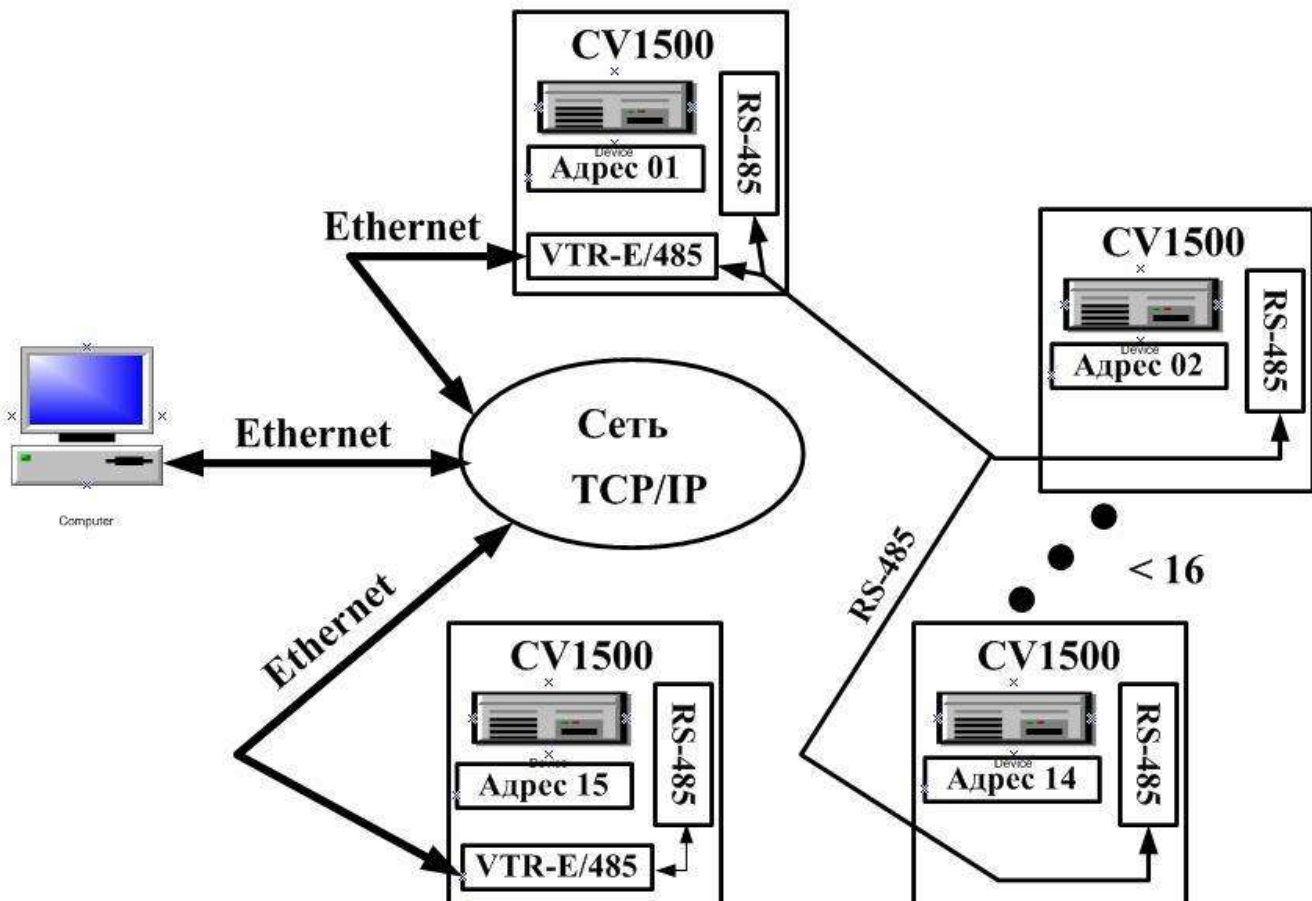 CV1500
RS-485
Device
Адрес 01
VTR-E/485
Ethernet
CV1500
RS-485
Device
Адрес 02
Ethernet
Computer
Сеть
TCP/IP
RS-485
< 16
Ethernet
CV1500
RS-485
Device
Адрес 15
VTR-E/485
CV1500
RS-485
Device
Адрес 14